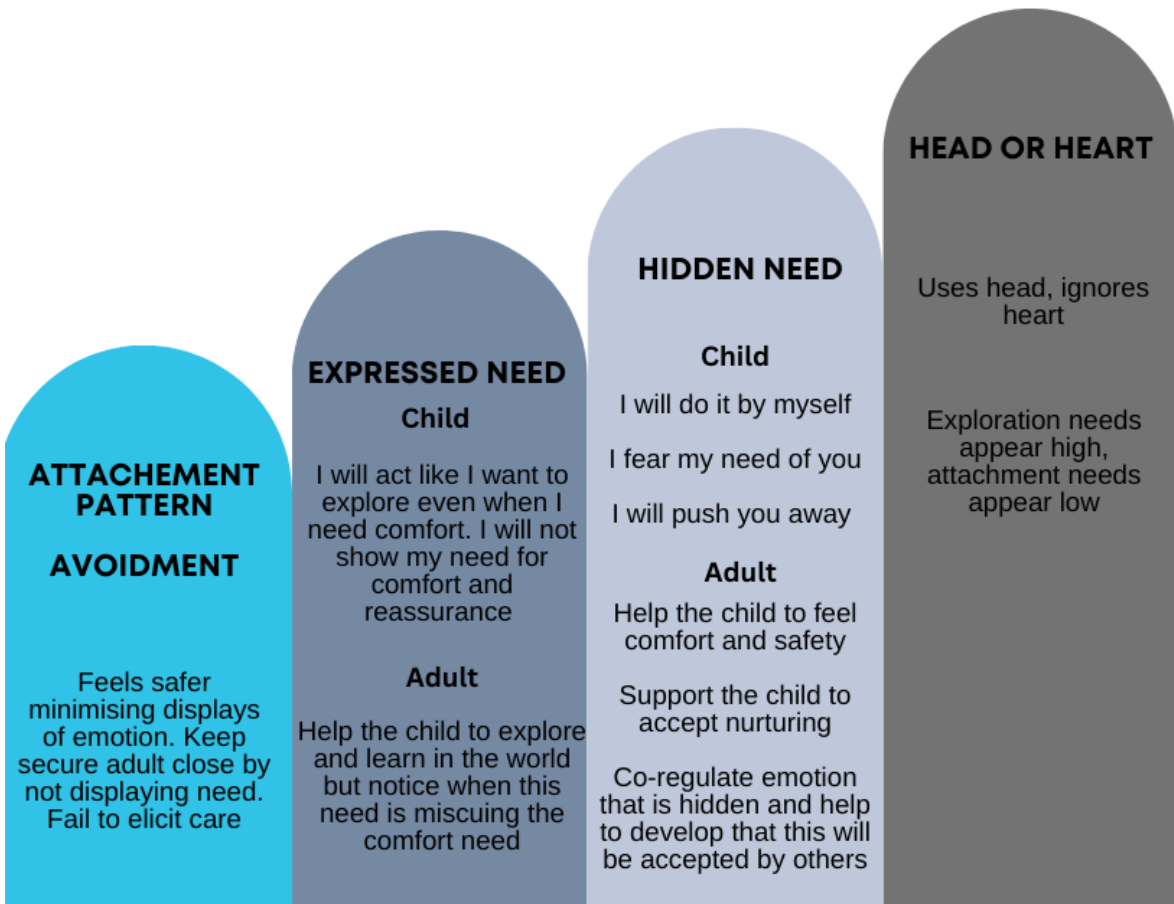 ATTACHEMENT
PATTERN
AVOIDMENT
Feels safer
minimising displays
of emotion. Keep
secure adult close by
not displaying need.
Fail to elicit care
EXPRESSED NEED
Child
I will act like I want to
explore even when I
need comfort. I will not
show my need for
comfort and
reassurance
Adult
Help the child to explore
and learn in the world
but notice when this
need is miscuing the
comfort need
HIDDEN NEED
Child
I will do it by myself
I fear my need of you
I will push you away
Adult
Help the child to feel
comfort and safety
Support the child to
accept nurturing
Co-regulate emotion
that is hidden and help
to develop that this will
be accepted by others
HEAD OR HEART
Uses head, ignores
heart
Exploration needs
appear high,
attachment needs
appear low